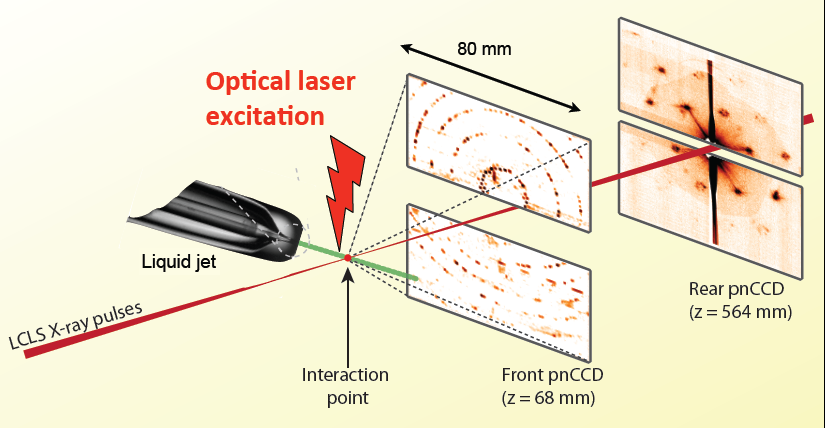 80 mm
Optical laser
excitation
Liquid jet
LCLS X-ray pulses
Interaction
point
Front pnCCD
(z = 68 mm)
Rear pnCCD
(z = 564 mm)